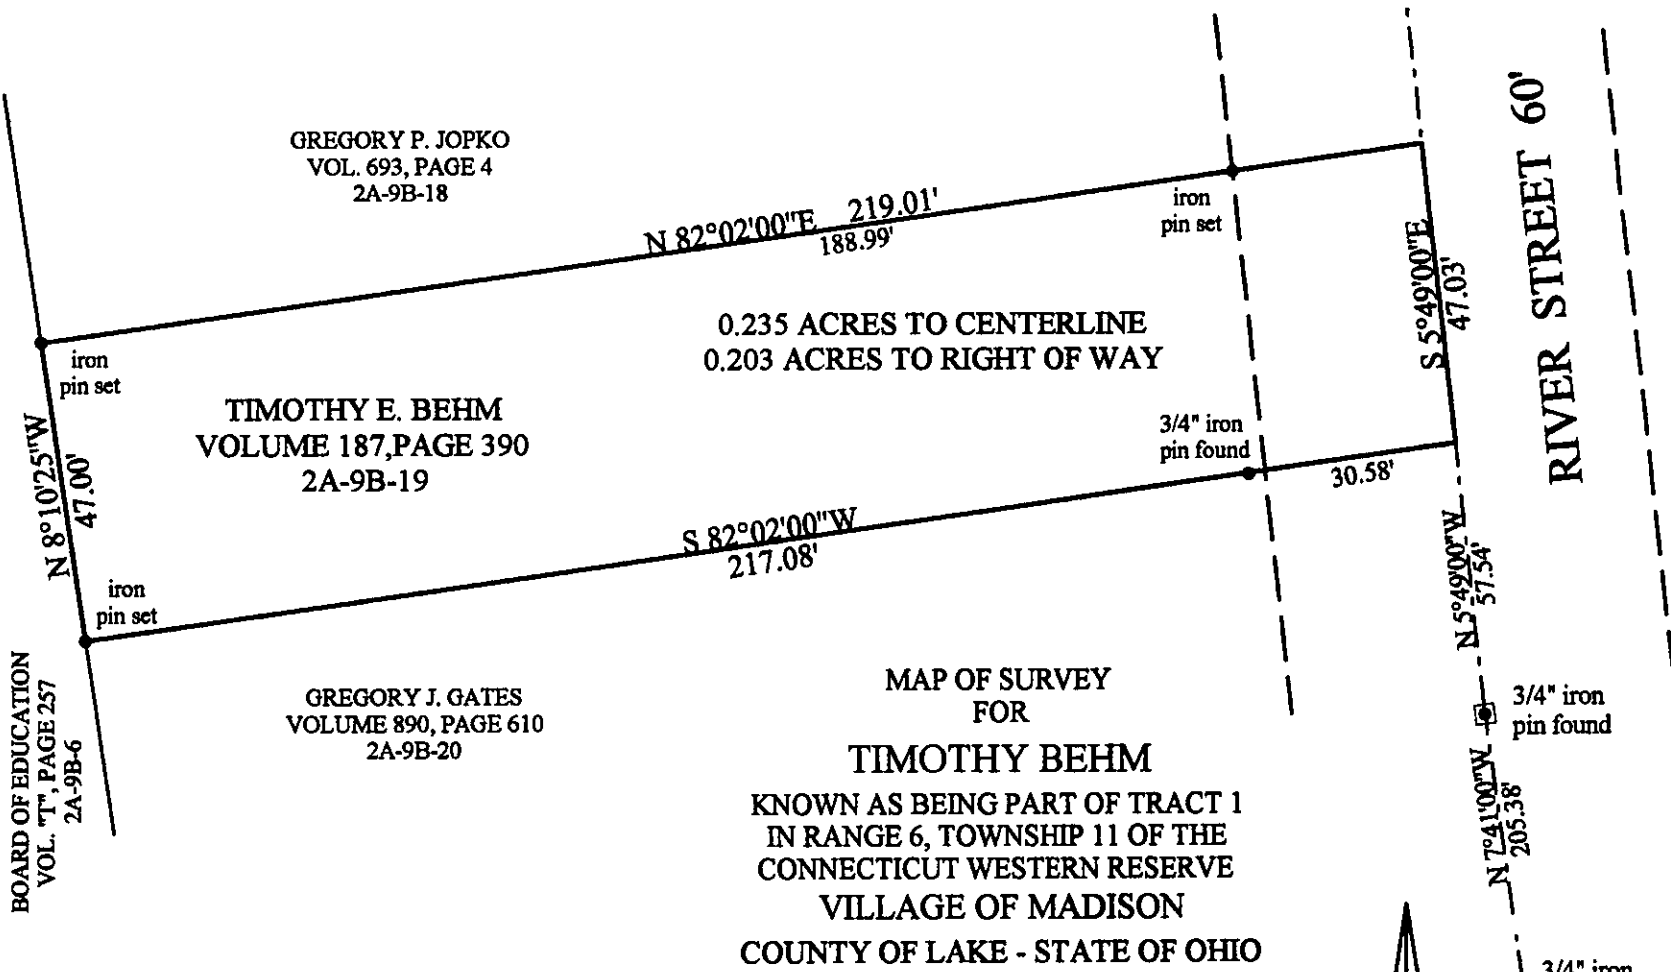 GREGORY P. JOPKO
VOL. 693, PAGE 4
2A-9B-18
N 82°02'00"E 219.01'
188.99'
iron
pin set
RIVER STREET 60'
S 5°49'00"E
47.03'
0.235 ACRES TO CENTERLINE
0.203 ACRES TO RIGHT OF WAY
iron
pin set
TIMOTHY E. BEHM
VOLUME 187,PAGE 390
2A-9B-19
3/4" iron
pin found
30.58'
N 8°10'25"W
47.00'
S 82°02'00"W
217.08'
iron
pin set
N 5°49'00"W
57.54'
BOARD OF EDUCATION
VOL. "T", PAGE 257
2A-9B-6
GREGORY J. GATES
VOLUME 890, PAGE 610
2A-9B-20
MAP OF SURVEY
FOR
TIMOTHY BEHM
KNOWN AS BEING PART OF TRACT 1
IN RANGE 6, TOWNSHIP 11 OF THE
CONNECTICUT WESTERN RESERVE
VILLAGE OF MADISON
COUNTY OF LAKE - STATE OF OHIO
3/4" iron
pin found
N 7°41'00"W
205.38'
3/4" iron